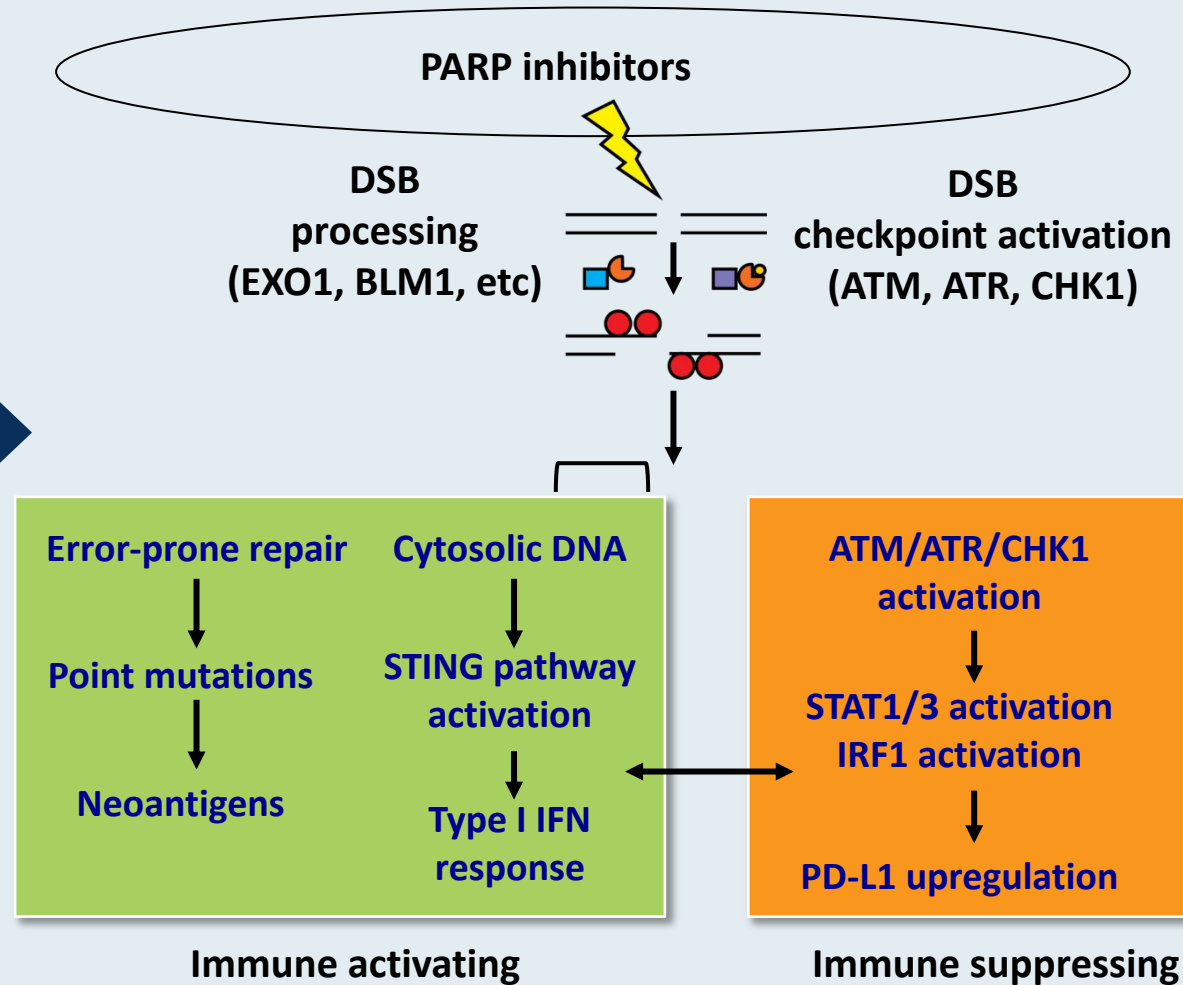 PARP inhibitors
DSB
processing
(EXO1, BLM1, etc)
DSB
checkpoint activation
(ATM, ATR, CHK1)
Error-prone repair
Point mutations
Neoantigens
Cytosolic DNA
STING pathway
activation
Type I IFN
response
ATM/ATR/CHK1
activation
STAT1/3 activation
IRF1 activation
PD-L1 upregulation
Immune activating
Immune suppressing